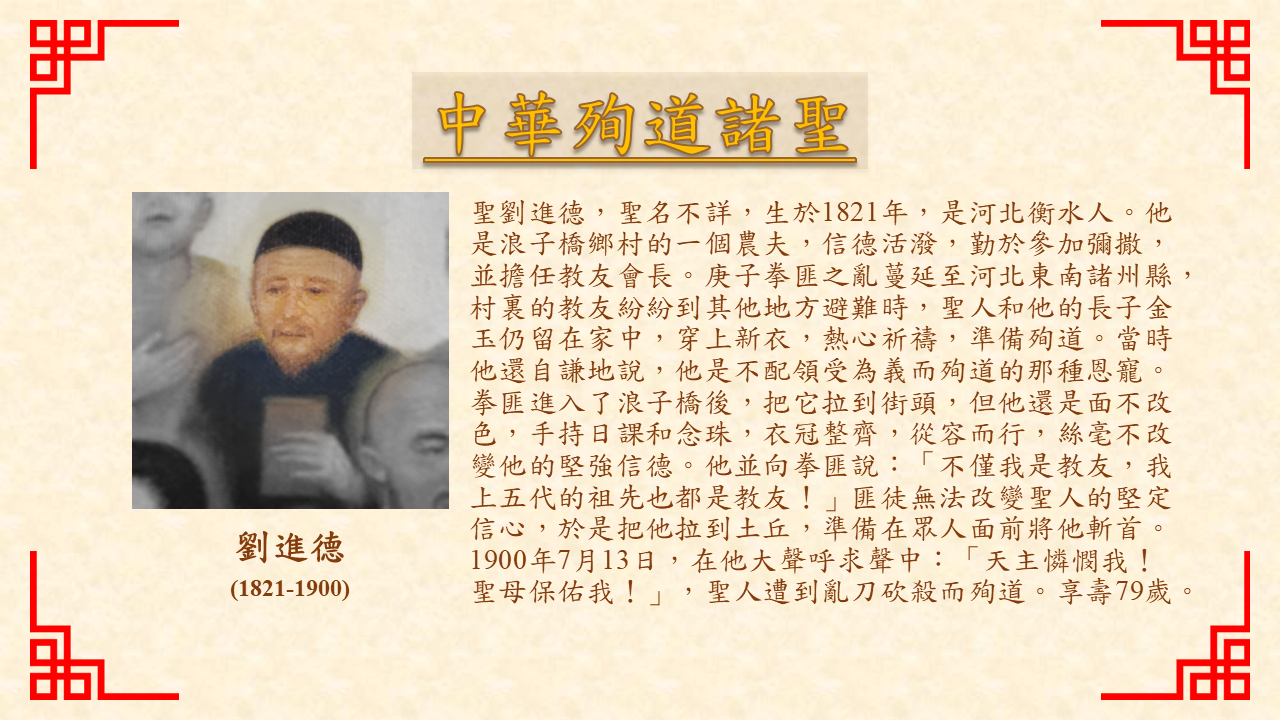 中華殉道諸聖
聖劉進德，聖名不詳，生於1821年，是河北衡水人。他
是浪子橋鄉村的一個農夫，信德活潑，勤於參加彌撒，
並擔任教友會長。庚子拳匪之亂蔓延至河北東南諸州縣，
村裏的教友紛紛到其他地方避難時，聖人和他的長子金
玉仍留在家中，穿上新衣，熱心祈禱，準備殉道。當時
他還自謙地說，他是不配領受為義而殉道的那種恩寵。
拳匪進入了浪子橋後，把它拉到街頭，但他還是面不改
色，手持日課和念珠，衣冠整齊，從容而行，絲毫不改
變他的堅強信德。他並向拳匪說：「不僅我是教友，我
上五代的祖先也都是教友！」匪徒無法改變聖人的堅定
信心，於是把他拉到土丘，準備在眾人面前將他斬首。
1900年7月13日，在他大聲呼求聲中：「天主憐憫我！
聖母保佑我！」，聖人遭到亂刀砍殺而殉道。享壽79歲。
劉進德
(1821-1900)